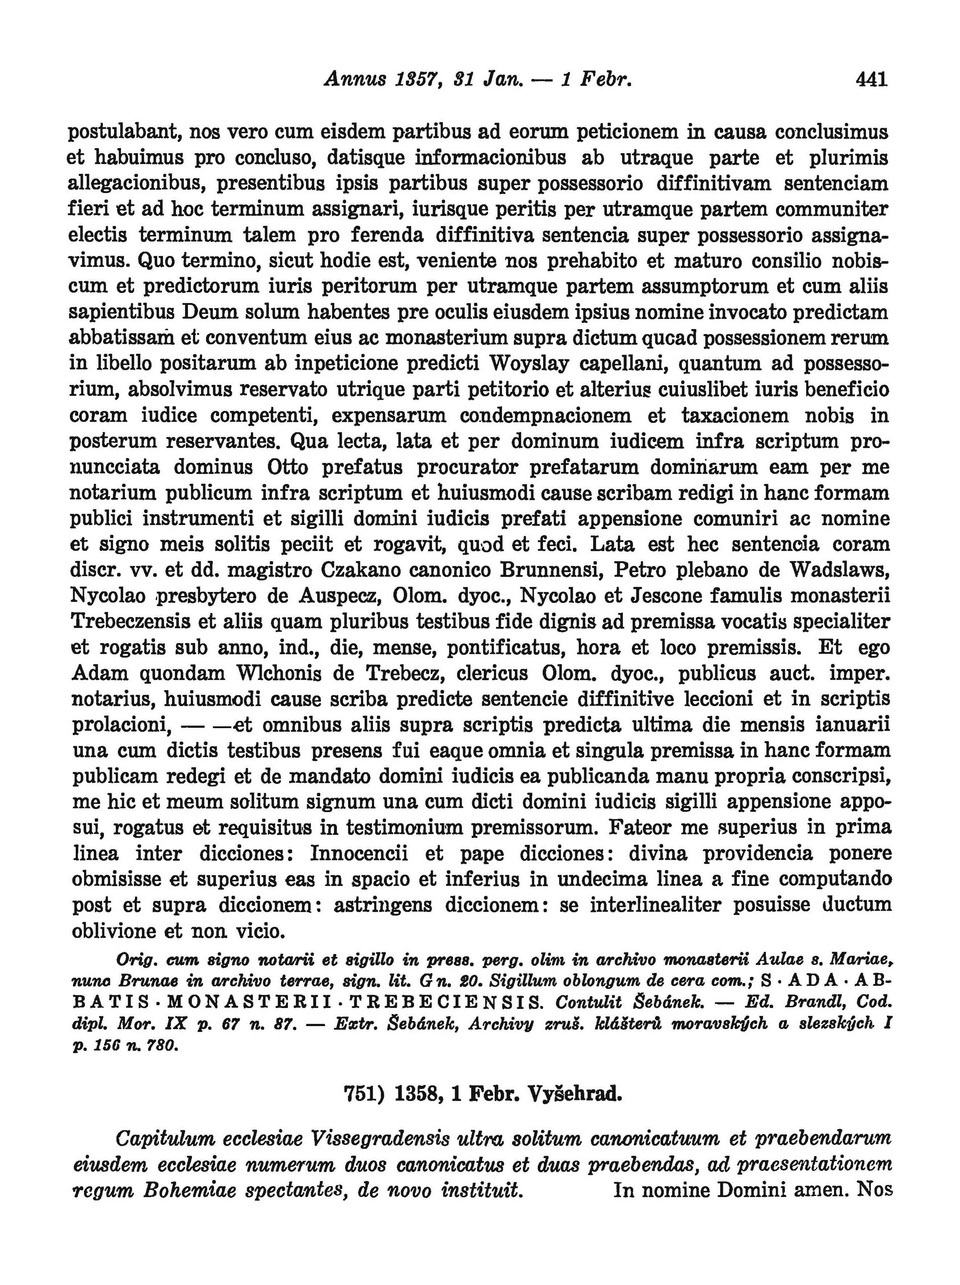 Annus 1357, 31 Jan. — 1 Febr. 441
postulabant, nos vero cum eisdem partibus ad eorum peticionem in causa conclusimus
et habuimus pro concluso, datisque informacionibus ab utraque parte et plurimis
allegacionibus, presentibus ipsis partibus super possessorio diffinitivam sentenciam
fieri et ad hoc terminum assignari, iurisque peritis per utramque partem communiter
electis terminum talem pro ferenda diffinitiva sentencia super possessorio assigna-
vimus. Quo termino, sicut hodie est, veniente nos prehabito et maturo consilio nobis-
cum et predictorum iuris peritorum per utramque partem assumptorum et cum aliis
sapientibus Deum solum habentes pre oculis eiusdem ipsius nomine invocato predictam
abbatissam et conventum eius ac monasterium supra dictum qucad possessionem rerum
in libello positarum ab inpeticione predicti Woyslay capellani, quantum ad possesso-
rium, absolvimus reservato utrique parti petitorio et alterius cuiuslibet iuris beneficio
coram iudice competenti, expensarum condempnacionem et taxacionem nobis in
posterum reservantes. Qua lecta, lata et per dominum iudicem infra scriptum pro-
nuncciata dominus Otto prefatus procurator prefatarum dominarum eam per me
notarium publicum infra scriptum et huiusmodi cause scribam redigi in hanc formam
publici instrumenti et sigilli domini iudicis prefati appensione comuniri ac nomine
et signo meis solitis peciit et rogavit, quod et feci. Lata est hec sentencia coram
discr. vv. et dd. magistro Czakano canonico Brunnensi, Petro plebano de Wadslaws,
Nycolao presbytero de Auspecz, Olom. dyoc., Nycolao et Jescone famulis monasterii
Trebeczensis et aliis quam pluribus testibus fide dignis ad premissa vocatis specialiter
et rogatis sub anno, ind., die, mense, pontificatus, hora et loco premissis. Et ego
Adam quondam Wlchonis de Trebecz, clericus Olom. dyoc., publicus auct. imper.
notarius, huiusmodi cause scriba predicte sentencie diffinitive leccioni et in scriptis
prolacioni, — —et omnibus aliis supra scriptis predicta ultima die mensis ianuarii
una cum dictis testibus presens fui eaque omnia et singula premissa in hanc formam
publicam redegi et de mandato domini iudicis ea publicanda manu propria conscripsi,
me hic et meum solitum signum una cum dicti domini iudicis sigilli appensione appo-
sui, rogatus et requisitus in testimonium premissorum. Fateor me superius in prima
linea inter dicciones: Innocencii et pape dicciones: divina providencia ponere
obmisisse et superius eas in spacio et inferius in undecima linea a fine computando
post et supra diccionem: astringens diccionem: se interlinealiter posuisse ductum
oblivione et non vicio.
Orig. cum signo notarii et sigillo in press. perg. olim in archivo monasterii Aulae s. Mariae,
nunc Brunae in archivo terrae, sign. lit. G n. 20. Sigillum oblongum de cera com.; S · ADA · AB-
BATIS · MONASTERII · TREBECIENSIS. Contulit Šebánek. — Ed. Brandl, Cod.
dipl. Mor. IX p. 67 n. 87. — Extr. Šebánek, Archivy zruš. klášterů moravských a slezských I
p. 156 n. 780.
751) 1358, 1 Febr. Vyšehrad.
Capitulum ecclesiae Vissegradensis ultra solitum canonicatuum et praebendarum
eiusdem ecclesiae numerum duos canonicatus et duas praebendas, ad praesentationem
regum Bohemiae spectantes, de novo instituit. In nomine Domini amen. Nos